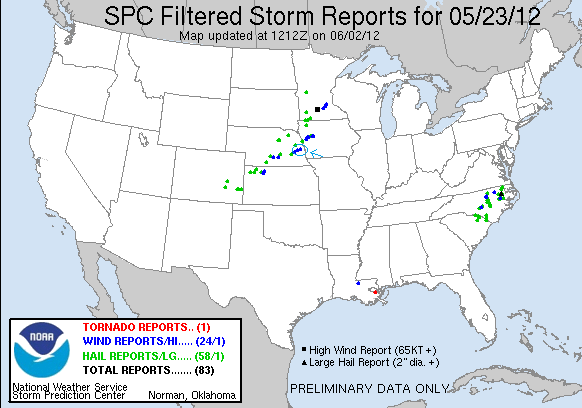 SPC Filtered Storm Reports for 05/23/12
Map updated at 1212Z on 06/02/12
NOAA
TORNADO REPORTS.. (1)
WIND REPORTS/HI..... (24/1)
HAIL REPORTS/LG..... (58/1)
TOTAL REPORTS....... (83)
National Weather Service
Storm Prediction Center Norman, Oklahoma
High Wind Report (65KT +)
Large Hail Report (2" dia. +)
PRELIMINARY DATA ONLY